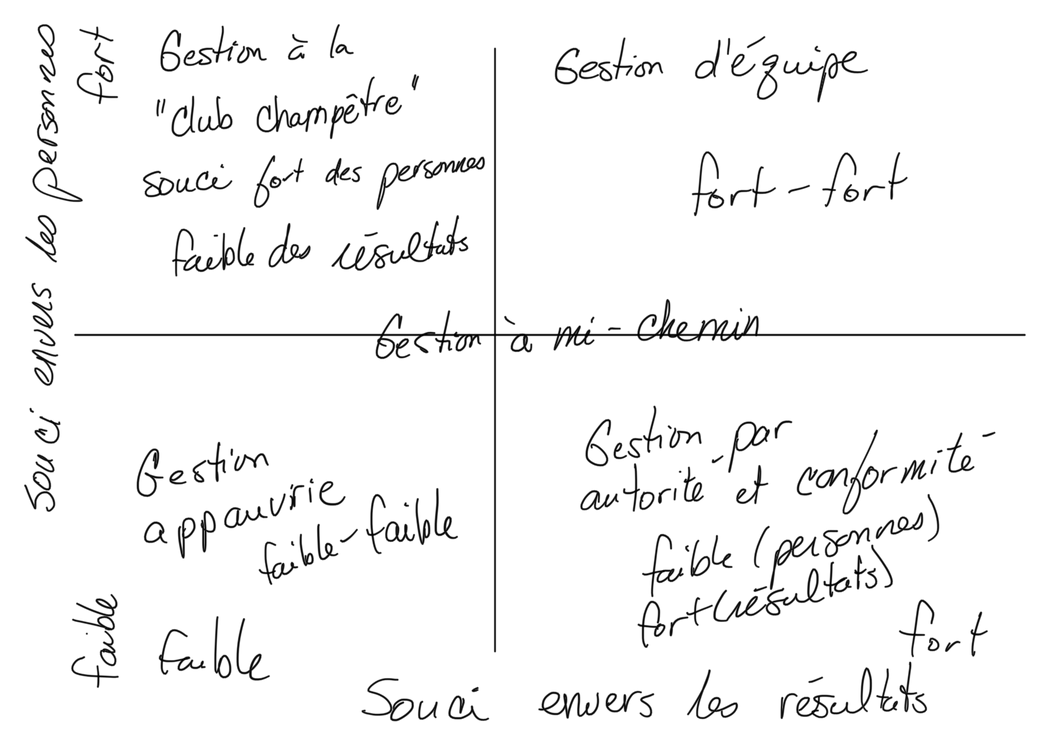 Souci envers les personnes
fort
Gestion à la
"club champêtre"
souci fort des personnes
faible des résultats
Gestion d'équipe
fort-fort
Gestion à mi-chemin
Gestion
appauvrie
faible-faible
Gestion par
autorité et conformité
faible (personnes)
fort (résultats)
faible
faible
fort
Souci envers les résultats